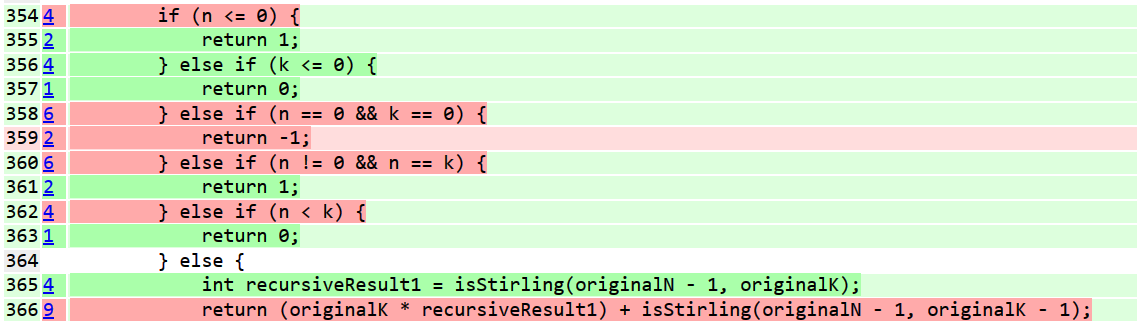 354 4 if (n <= 0) {
355 2 return 1;
356 4 } else if (k <= 0) {
357 1 return 0;
358 6 } else if (n == 0 && k == 0) {
359 2 return -1;
360 6 } else if (n != 0 && n == k) {
361 2 return 1;
362 4 } else if (n < k) {
363 1 return 0;
364 } else {
365 4 int recursiveResult1 = isStirling(originalN - 1, originalK);
366 9 return (originalK * recursiveResult1) + isStirling(originalN - 1, originalK - 1);